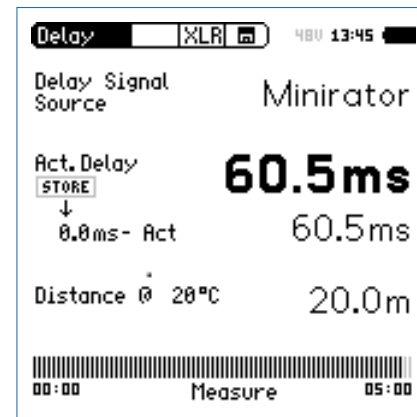 Delay XLR 48V 13:45
Delay Signal
Source
Minirator
Act. Delay
60.5ms
STORE
0.0ms- Act
60.5ms
Distance @ 20°C
20.0m
00:00 Measure 05:00